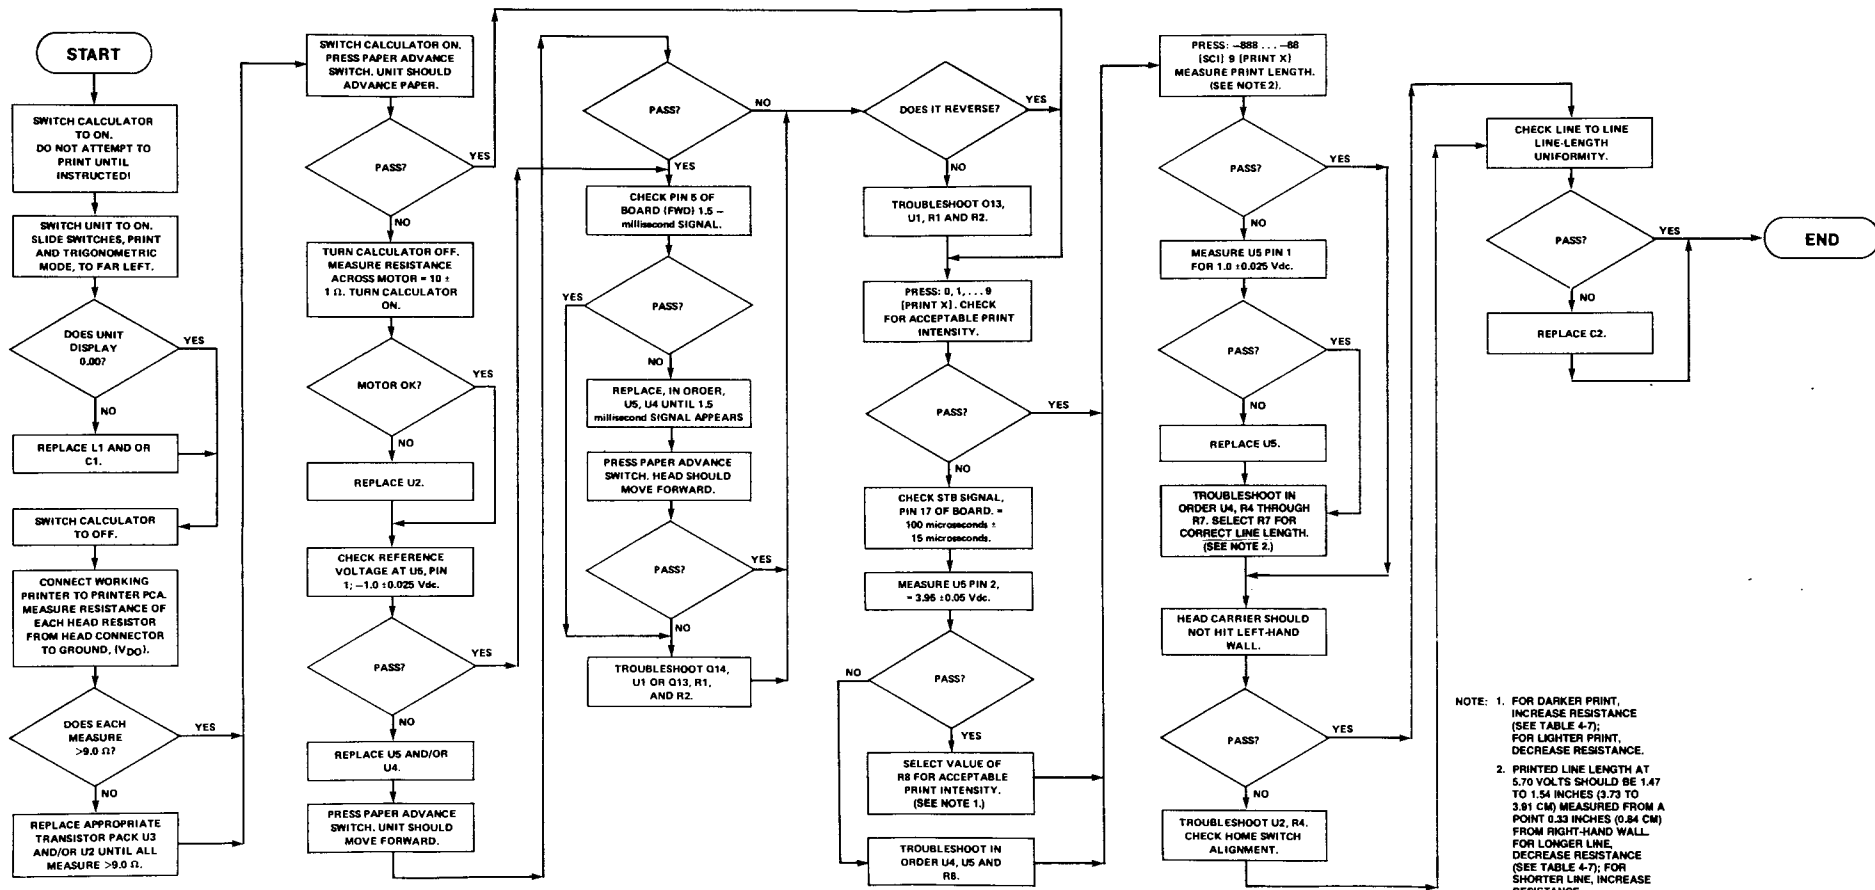 START
SWITCH CALCULATOR
TO ON.
DO NOT ATTEMPT TO
PRINT UNTIL
INSTRUCTED!
SWITCH UNIT TO ON.
SLIDE SWITCHES, PRINT
AND TRIGONOMETRIC
MODE, TO FAR LEFT.
DOES UNIT
DISPLAY
0.00?
YES
NO
REPLACE L1 AND OR
C1.
SWITCH CALCULATOR
TO OFF.
CONNECT WORKING
PRINTER TO PRINTER PCA.
MEASURE RESISTANCE OF
EACH HEAD RESISTOR
FROM HEAD CONNECTOR
TO GROUND, (VDO).
DOES EACH
MEASURE
>9.0 Ω?
YES
NO
REPLACE APPROPRIATE
TRANSISTOR PACK U3
AND/OR U2 UNTIL ALL
MEASURE >9.0 Ω.
SWITCH CALCULATOR ON.
PRESS PAPER ADVANCE
SWITCH. UNIT SHOULD
ADVANCE PAPER.
PASS?
YES
NO
TURN CALCULATOR OFF.
MEASURE RESISTANCE
ACROSS MOTOR = 10 ±
1 Ω. TURN CALCULATOR
ON.
MOTOR OK?
YES
NO
REPLACE U2.
CHECK REFERENCE
VOLTAGE AT U5, PIN
1; −1.0 ±0.025 Vdc.
PASS?
YES
NO
REPLACE U5 AND/OR
U4.
PRESS PAPER ADVANCE
SWITCH. UNIT SHOULD
MOVE FORWARD.
PASS?
NO
YES
CHECK PIN 5 OF
BOARD (FWD) 1.5 −
millisecond SIGNAL.
PASS?
YES
NO
REPLACE, IN ORDER,
U5, U4 UNTIL 1.5
millisecond SIGNAL APPEARS
PRESS PAPER ADVANCE
SWITCH. HEAD SHOULD
MOVE FORWARD.
PASS?
YES
NO
TROUBLESHOOT Q14,
U1 OR Q13, R1,
AND R2.
DOES IT REVERSE?
YES
NO
TROUBLESHOOT Q13,
U1, R1 AND R2.
PRESS: 0, 1, . . . 9
[PRINT X]. CHECK
FOR ACCEPTABLE PRINT
INTENSITY.
PASS?
YES
NO
CHECK STB SIGNAL,
PIN 17 OF BOARD. =
100 microseconds ±
15 microseconds.
MEASURE U5 PIN 2,
= 3.95 ±0.05 Vdc.
PASS?
NO
YES
SELECT VALUE OF
R8 FOR ACCEPTABLE
PRINT INTENSITY.
(SEE NOTE 1.)
TROUBLESHOOT IN
ORDER U4, U5 AND
R8.
PRESS: −888 . . . −88
[SCI] 9 [PRINT X]
MEASURE PRINT LENGTH.
(SEE NOTE 2).
PASS?
YES
NO
MEASURE U5 PIN 1
FOR 1.0 ±0.025 Vdc.
PASS?
YES
NO
REPLACE U5.
TROUBLESHOOT IN
ORDER U4, R4 THROUGH
R7. SELECT R7 FOR
CORRECT LINE LENGTH.
(SEE NOTE 2.)
HEAD CARRIER SHOULD
NOT HIT LEFT-HAND
WALL.
PASS?
YES
NO
TROUBLESHOOT U2, R4.
CHECK HOME SWITCH
ALIGNMENT.
CHECK LINE TO LINE
LINE-LENGTH
UNIFORMITY.
PASS?
YES
NO
REPLACE C2.
END
NOTE: 1. FOR DARKER PRINT,
INCREASE RESISTANCE
(SEE TABLE 4-7);
FOR LIGHTER PRINT,
DECREASE RESISTANCE.
2. PRINTED LINE LENGTH AT
5.70 VOLTS SHOULD BE 1.47
TO 1.54 INCHES (3.73 TO
3.91 CM) MEASURED FROM A
POINT 0.33 INCHES (0.84 CM)
FROM RIGHT-HAND WALL.
FOR LONGER LINE,
DECREASE RESISTANCE
(SEE TABLE 4-7); FOR
SHORTER LINE, INCREASE